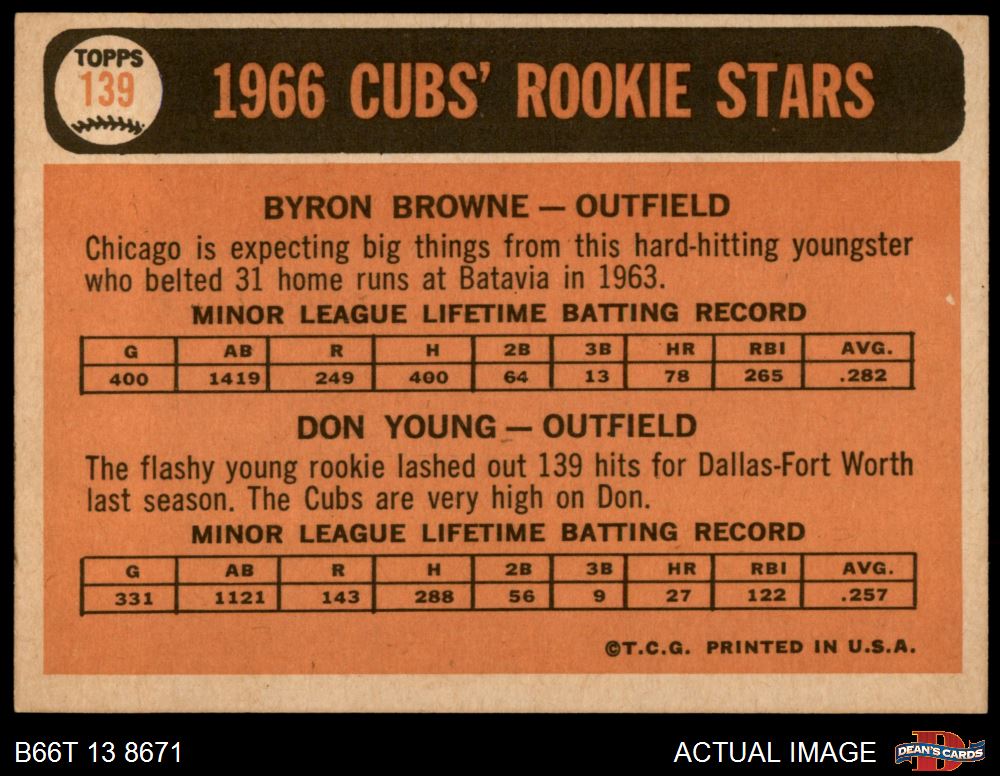 TOPPS
139
1966 CUBS' ROOKIE STARS
BYRON BROWNE — OUTFIELD
Chicago is expecting big things from this hard-hitting youngster
who belted 31 home runs at Batavia in 1963.
MINOR LEAGUE LIFETIME BATTING RECORD
G AB R H 2B 3B HR RBI AVG.
400 1419 249 400 64 13 78 265 .282
DON YOUNG — OUTFIELD
The flashy young rookie lashed out 139 hits for Dallas-Fort Worth
last season. The Cubs are very high on Don.
MINOR LEAGUE LIFETIME BATTING RECORD
G AB R H 2B 3B HR RBI AVG.
331 1121 143 288 56 9 27 122 .257
©T.C.G. PRINTED IN U.S.A.
B66T 13 8671 ACTUAL IMAGE D DEAN'S CARDS